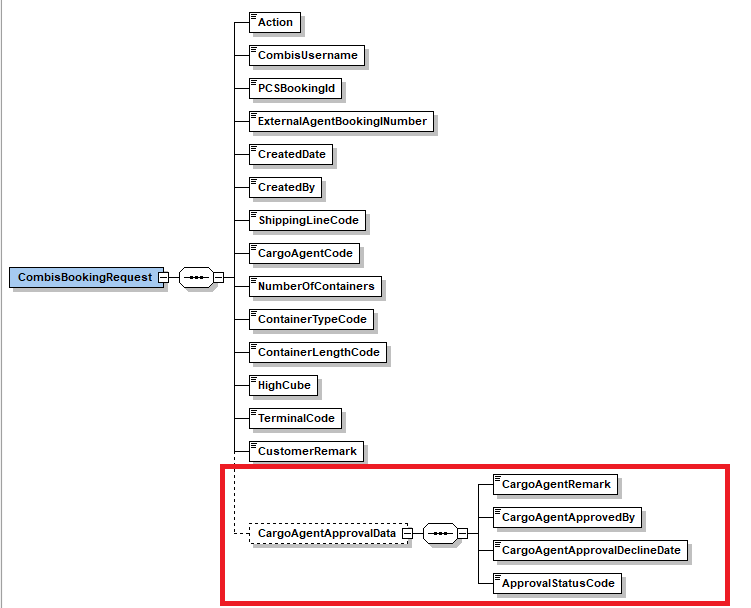 Action
CombisUsername
PCSBookingId
ExternalAgentBookingINumber
CreatedDate
CreatedBy
ShippingLineCode
CargoAgentCode
CombisBookingRequest
NumberOfContainers
ContainerTypeCode
ContainerLengthCode
HighCube
TerminalCode
CustomerRemark
CargoAgentApprovalData
CargoAgentRemark
CargoAgentApprovedBy
CargoAgentApprovalDeclineDate
ApprovalStatusCode